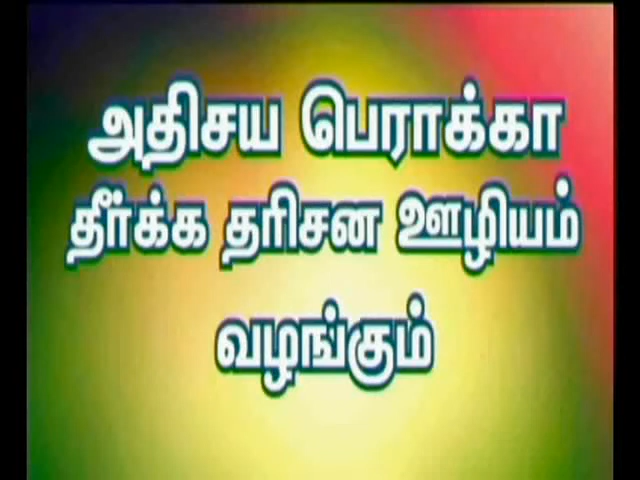 அதிசய பெராக்கா
தீர்க்க தரிசன ஊழியம்
வழங்கும்